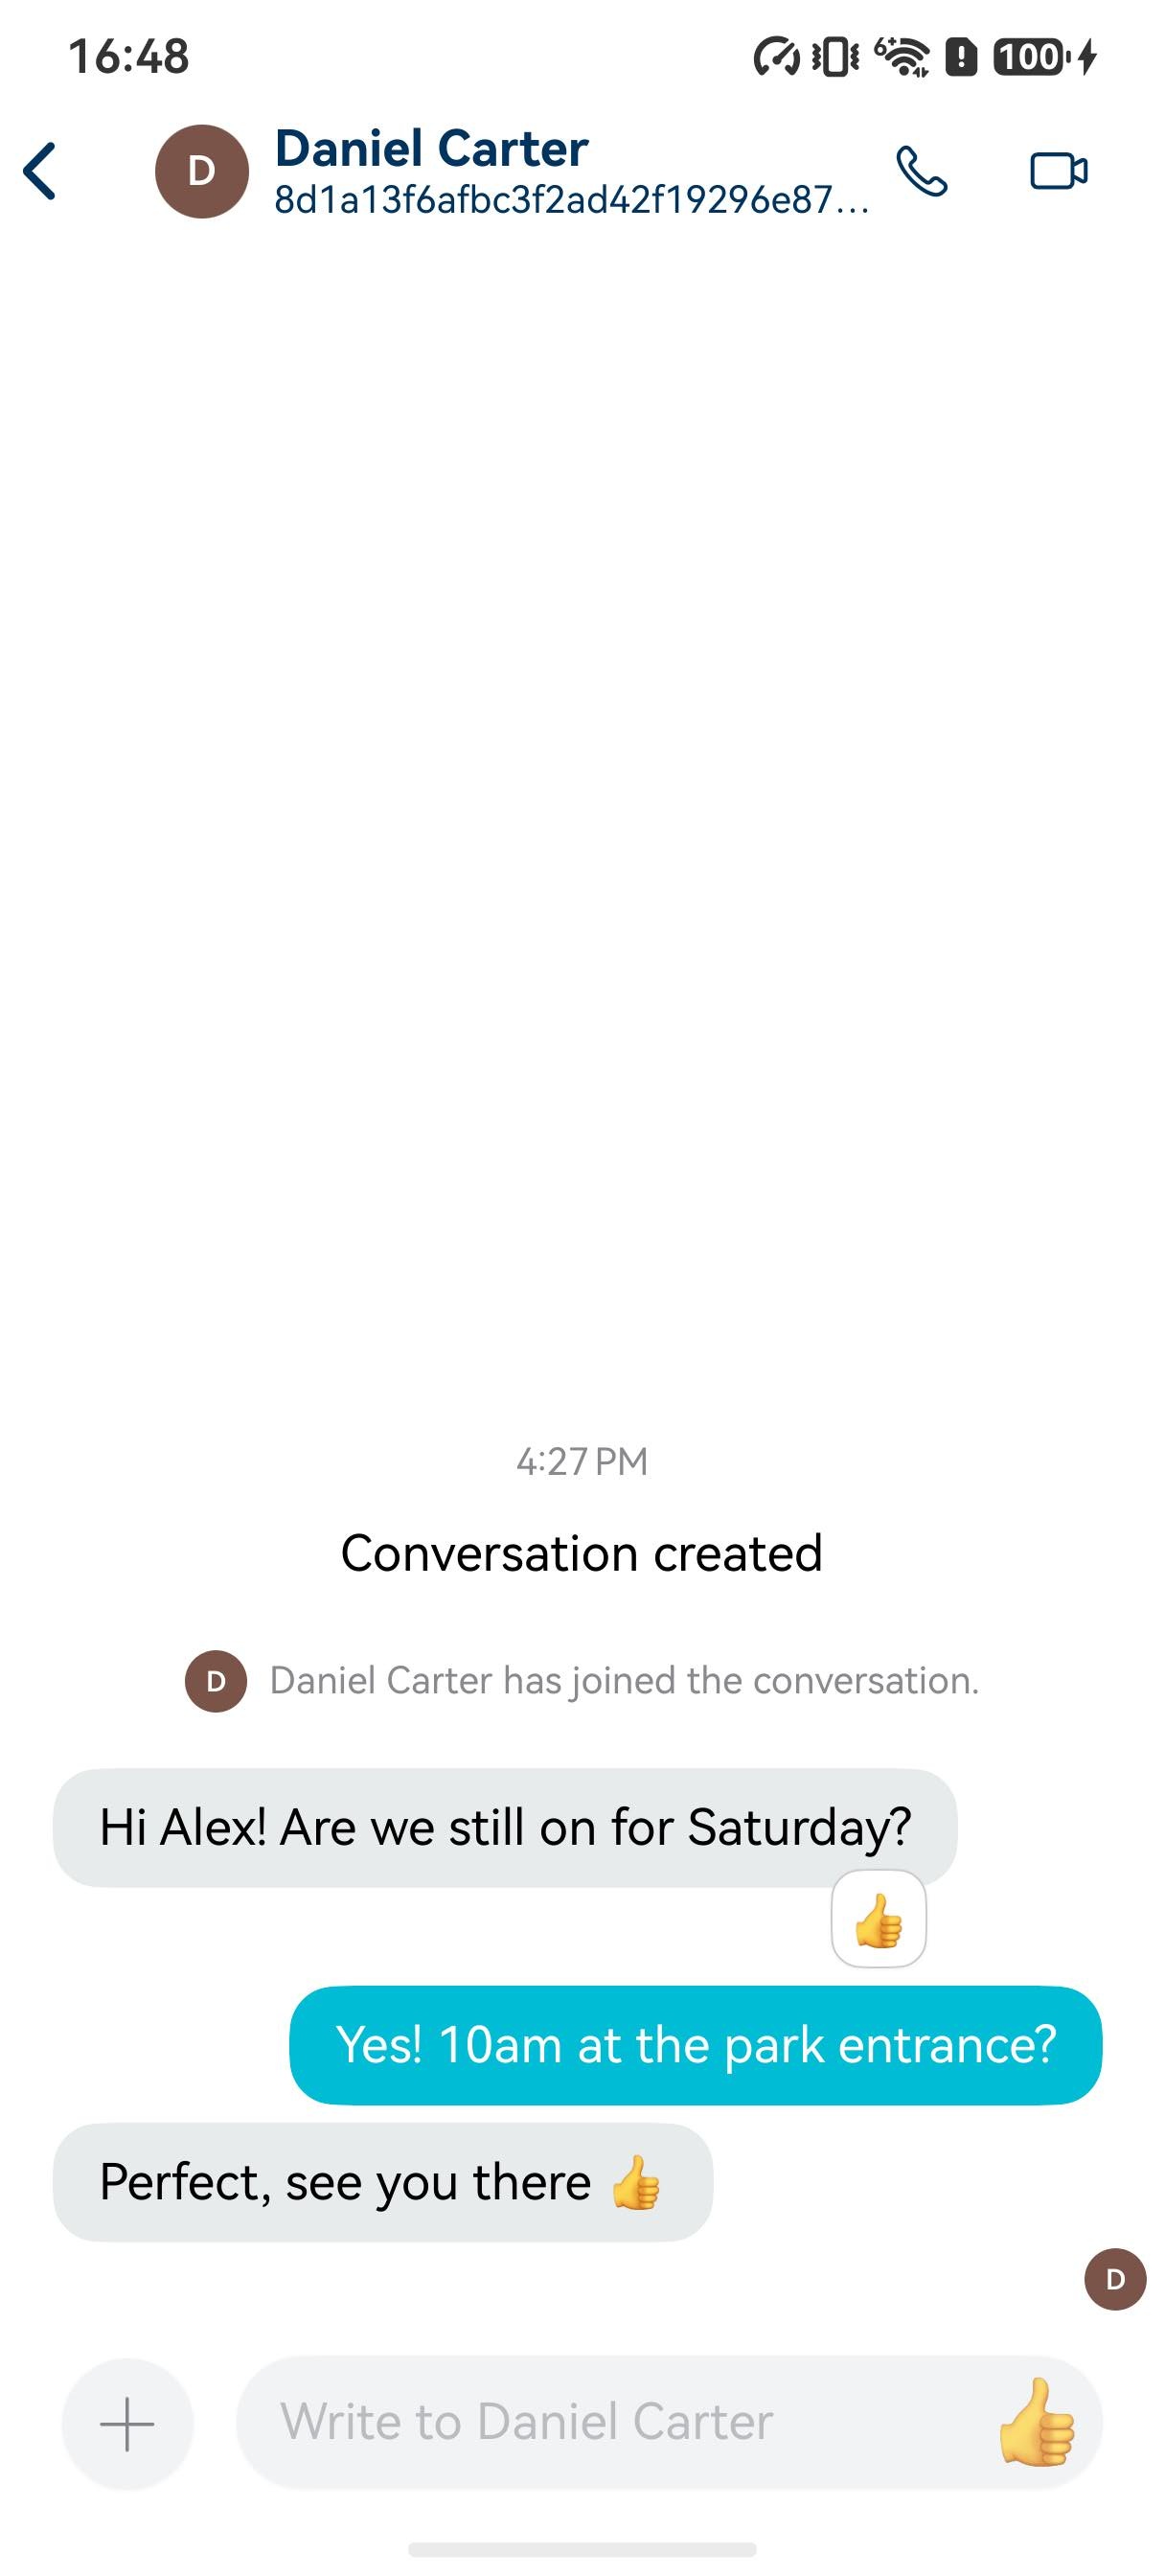 16:48
6+
100
D
Daniel Carter
8d1a13f6afbc3f2ad42f19296e87...
4:27 PM
Conversation created
D
Daniel Carter has joined the conversation.
Hi Alex! Are we still on for Saturday?
👍
Yes! 10am at the park entrance?
Perfect, see you there 👍
D
Write to Daniel Carter
👍